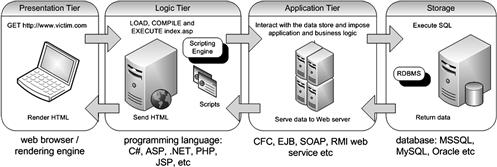 Presentation Tier
GET http://www.victim.com
Render HTML
web browser /
rendering engine
Logic Tier
LOAD, COMPILE and
EXECUTE index.asp
Scripting
Engine
Scripts
Send HTML
programming language:
C#, ASP, .NET, PHP,
JSP, etc
Application Tier
Interact with the data store and impose
application and business logic
Serve data to Web server
CFC, EJB, SOAP, RMI web
service etc
Storage
Execute SQL
RDBMS
Return data
database: MSSQL,
MySQL, Oracle etc